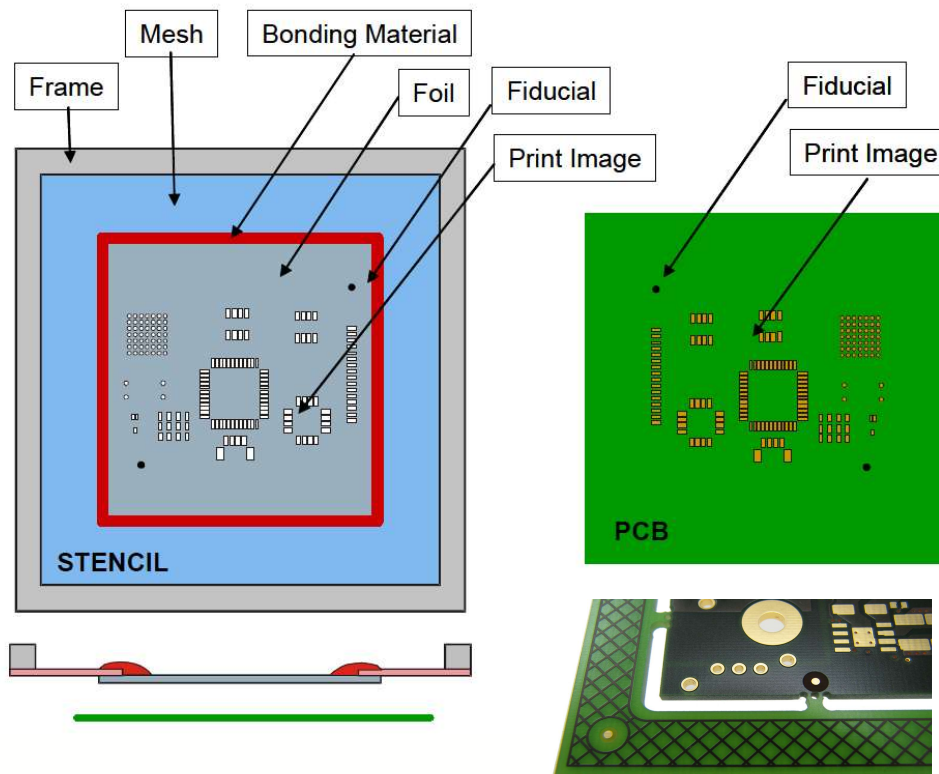 Mesh
Bonding Material
Frame
Foil
Fiducial
Print Image
STENCIL
Fiducial
Print Image
PCB